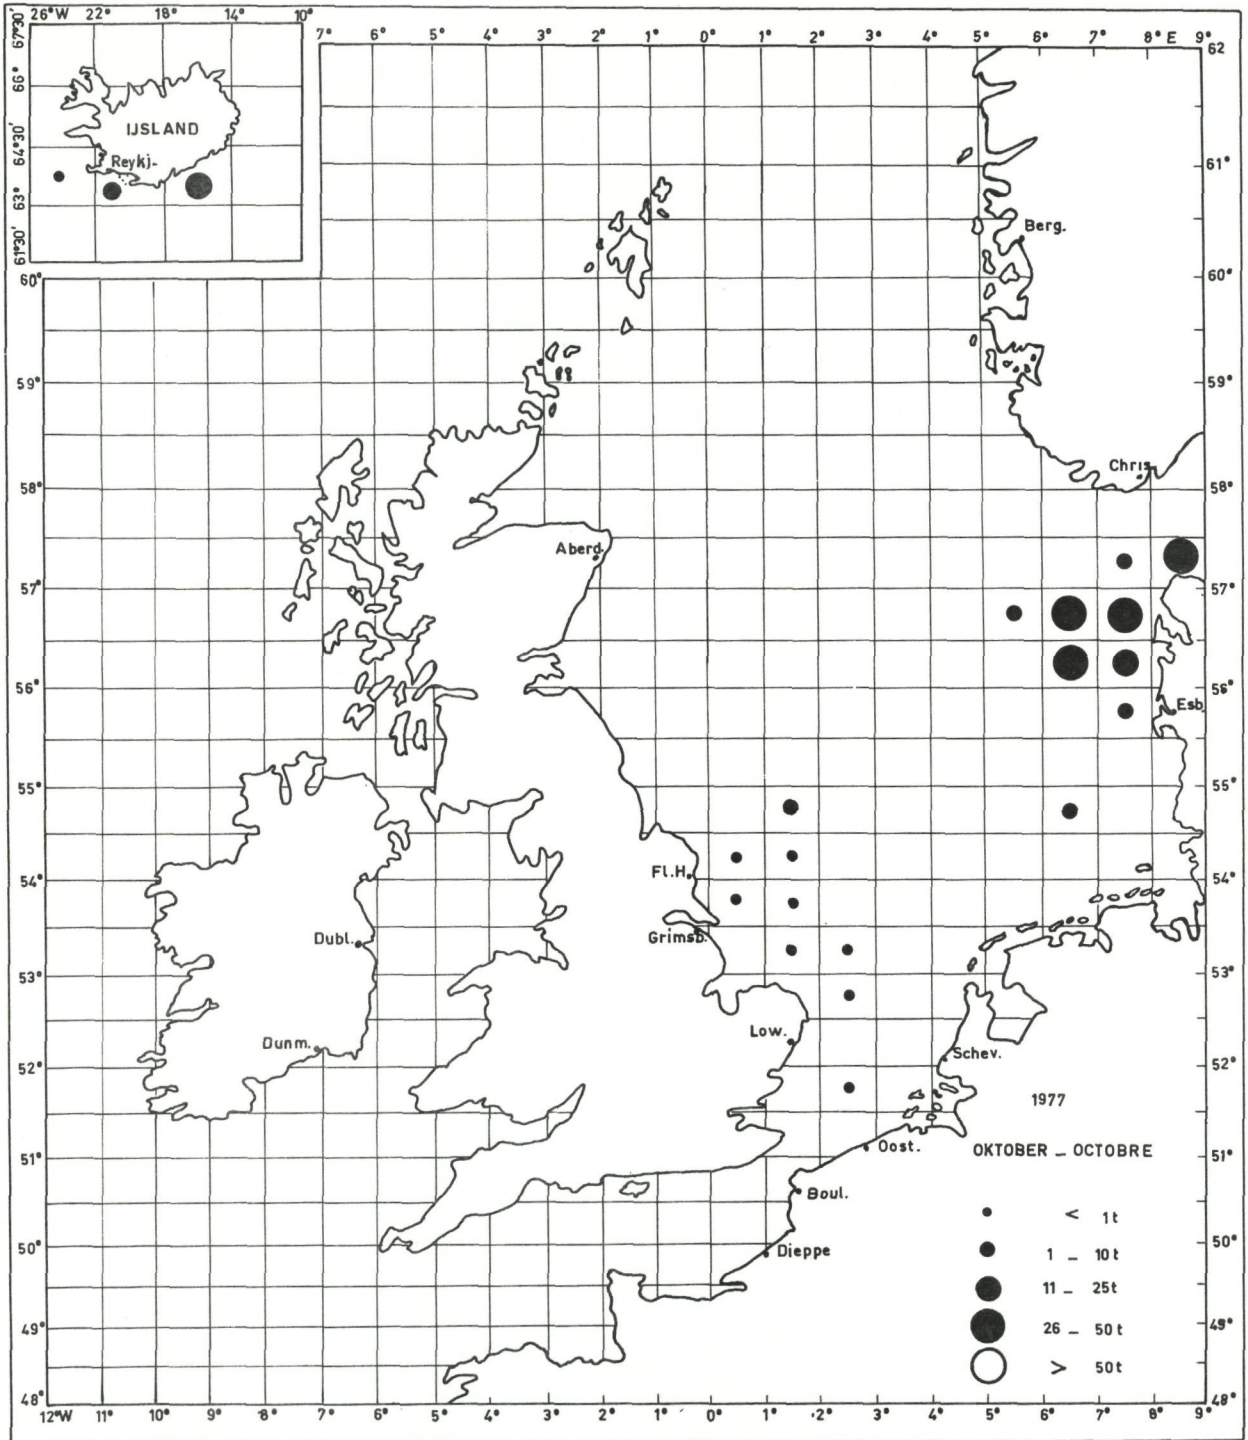 26°W 22° 18° 14° 10°
67°30'
66°
64°30'
63°
61°30'
IJSLAND
Reykj.
7° 6° 5° 4° 3° 2° 1° 0° 1° 2° 3° 4° 5° 6° 7° 8° E 9°
62
61°
60°
59°
58°
57°
56°
55°
54°
53°
52°
51°
50°
49°
48°
60°
59°
58°
57°
56°
55°
54°
53°
52°
51°
50°
49°
48°
Berg.
Chris
Aberd.
Esb
Fl.H.
Dubl.
Grimsb.
Low.
Dunm.
Schev.
1977
Oost.
OKTOBER _ OCTOBRE
Boul.
Dieppe
< 1t
1 _ 10t
11 _ 25t
26 _ 50t
> 50t
12°W 11° 10° 9° 8° 7° 6° 5° 4° 3° 2° 1° 0° 1° 2° 3° 4° 5° 6° 7° 8° 9°